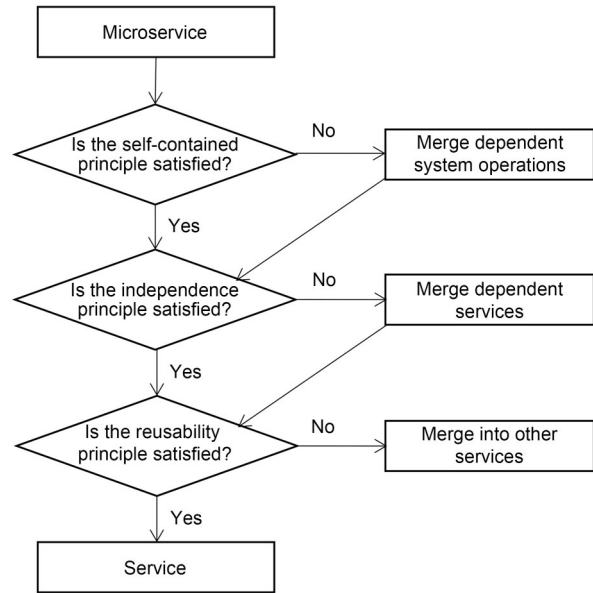 Microservice
Is the self-contained
principle satisfied?
No
Merge dependent
system operations
Yes
Is the independence
principle satisfied?
No
Merge dependent
services
Yes
Is the reusability
principle satisfied?
No
Merge into other
services
Yes
Service